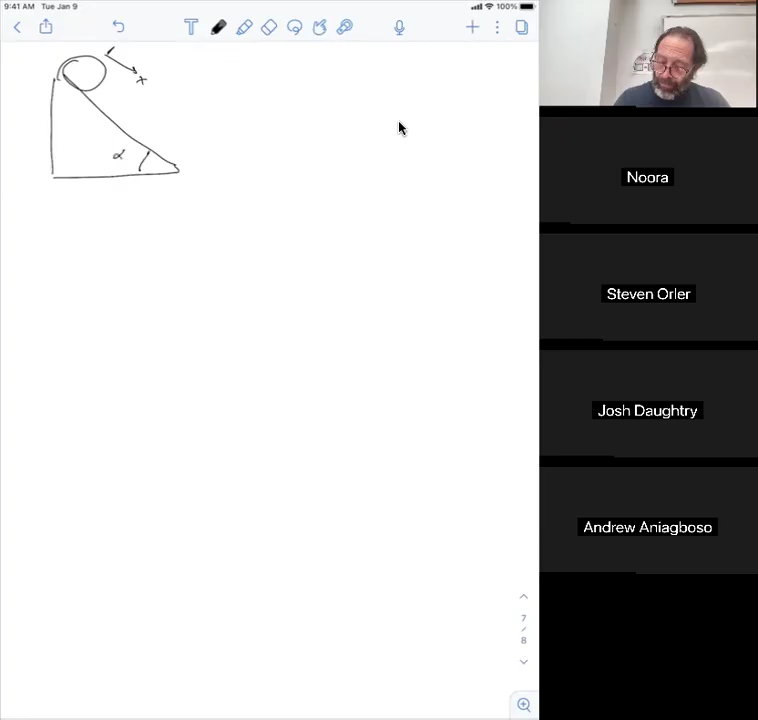 9:41 AM Tue Jan 9
100%
T
x
α
Noora
Steven Orler
Josh Daughtry
Andrew Aniagboso
7
/
8